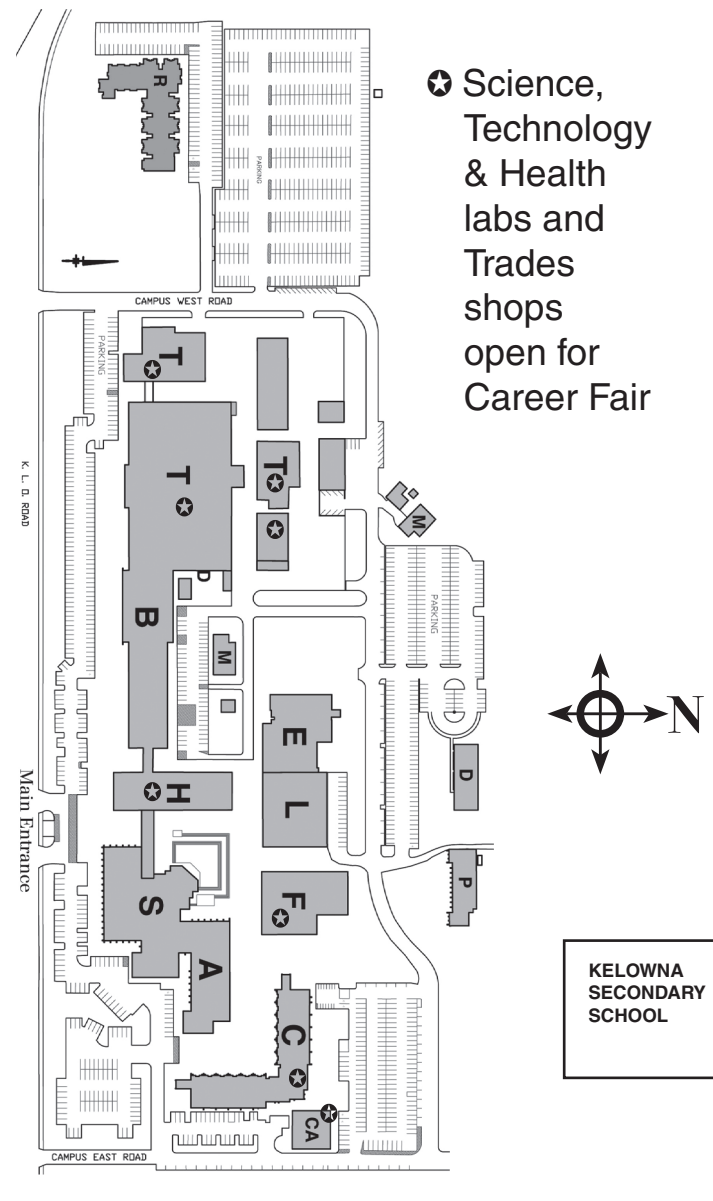 Science,
Technology
& Health
labs and
Trades
shops
open for
Career Fair
R
PARKING
CAMPUS WEST ROAD
PARKING
T
K. L. O. ROAD
T
T
M
D
B
PARKING
M
E
N
D
H
L
Main Entrance
P
S
F
A
KELOWNA
SECONDARY
SCHOOL
C
CA
CAMPUS EAST ROAD